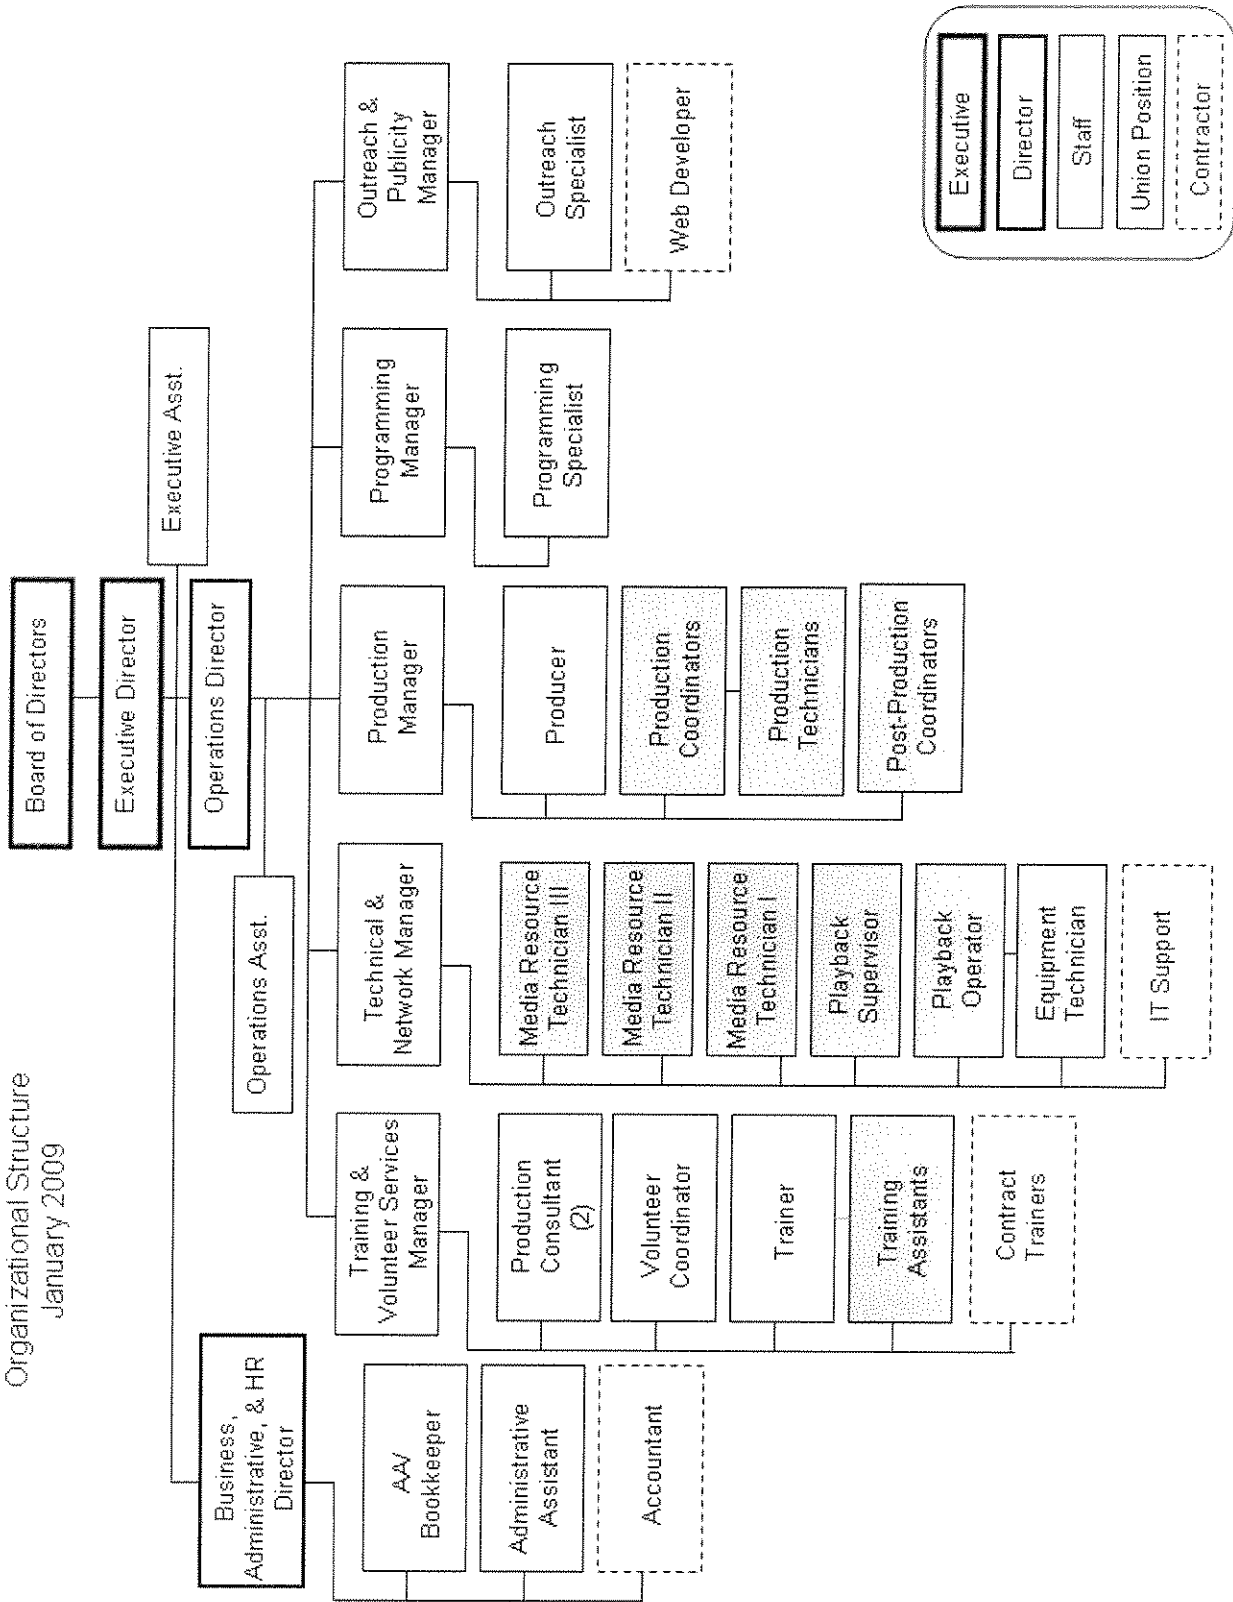 Organizational Structure
January 2009
Board of Directors
Executive Director
Executive Asst.
Operations Director
Business,
Administrative, & HR
Director
Operations Asst.
Training &
Volunteer Services
Manager
Technical &
Network Manager
Production
Manager
Programming
Manager
Outreach &
Publicity
Manager
AA/
Bookkeeper
Administrative
Assistant
Accountant
Production
Consultant
(2)
Volunteer
Coordinator
Trainer
Training
Assistants
Contract
Trainers
Media Resource
Technician III
Media Resource
Technician II
Media Resource
Technician I
Playback
Supervisor
Playback
Operator
Equipment
Technician
IT Support
Producer
Production
Coordinators
Production
Technicians
Post-Production
Coordinators
Programming
Specialist
Outreach
Specialist
Web Developer
Executive
Director
Staff
Union Position
Contractor